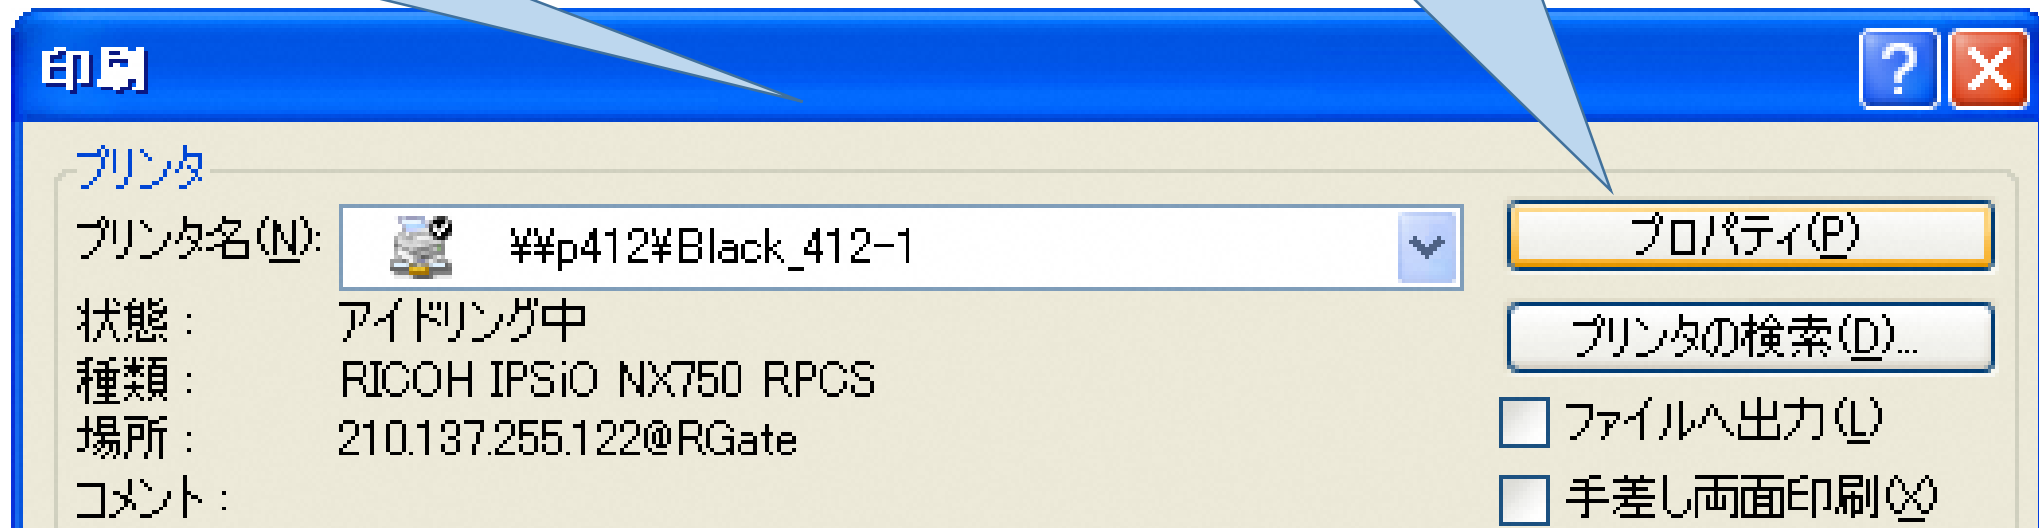 印刷
プリンタ
プリンタ名(N): ¥¥p412¥Black_412-1 プロパティ(P)
状態： アイドリング中 プリンタの検索(D)...
種類： RICOH IPSiO NX750 RPCS
場所： 210.137.255.122@RGate ファイルへ出力(L)
コメント： 手差し両面印刷(X)